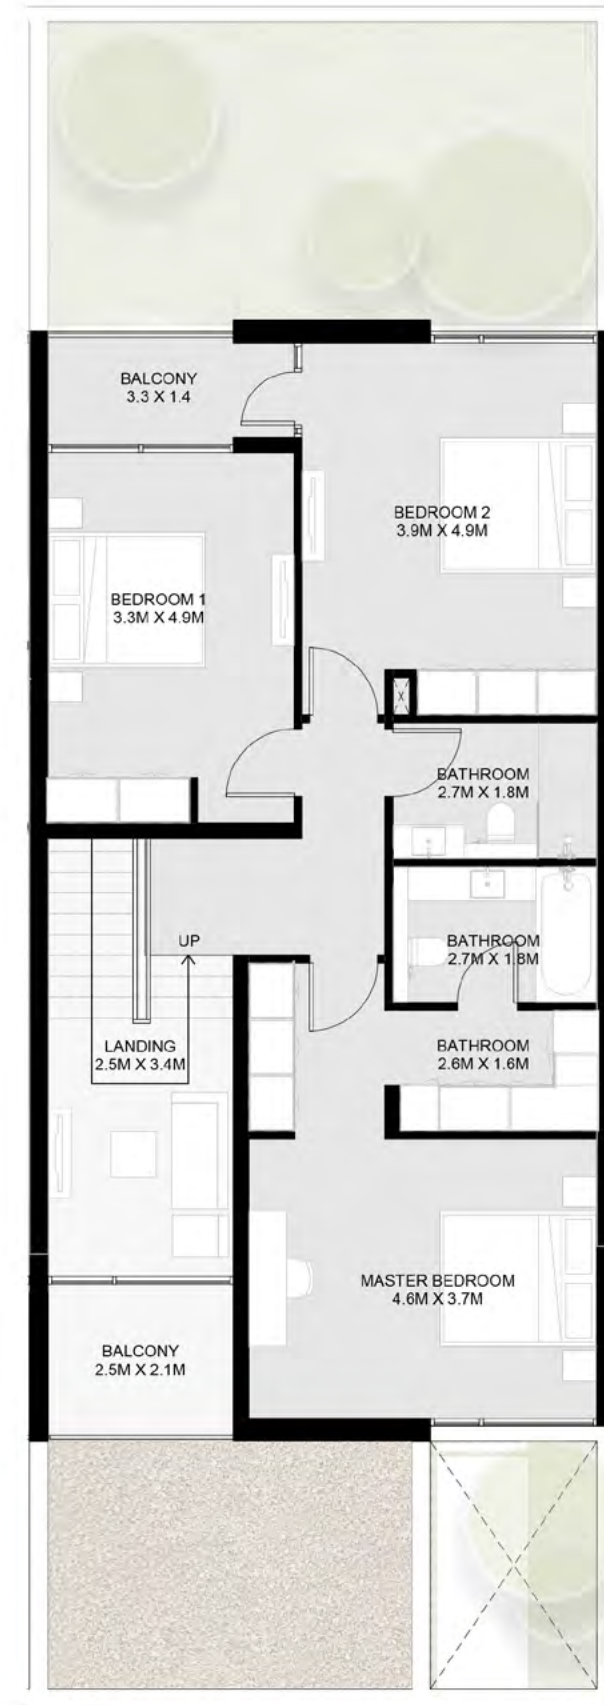 BALCONY
3.3 X 1.4
BEDROOM 2
3.9M X 4.9M
BEDROOM 1
3.3M X 4.9M
X
BATHROOM
2.7M X 1.8M
UP
BATHROOM
2.7M X 1.8M
LANDING
2.5M X 3.4M
BATHROOM
2.6M X 1.6M
MASTER BEDROOM
4.6M X 3.7M
BALCONY
2.5M X 2.1M